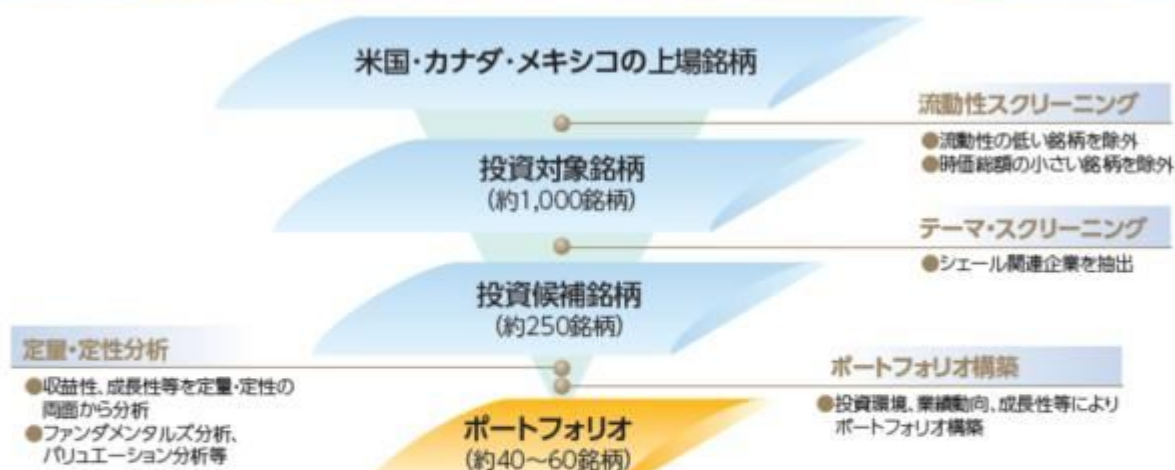 米国・カナダ・メキシコの上場銘柄
流動性スクリーニング
●流動性の低い銘柄を除外
●時価総額の小さい銘柄を除外
投資対象銘柄
(約1,000銘柄)
テーマ・スクリーニング
●シェール関連企業を抽出
投資候補銘柄
(約250銘柄)
定量・定性分析
●収益性、成長性等を定量・定性の
両面から分析
●ファンダメンタルズ分析、
バリュエーション分析等
ポートフォリオ構築
●投資環境、業績動向、成長性等により
ポートフォリオ構築
ポートフォリオ
(約40〜60銘柄)